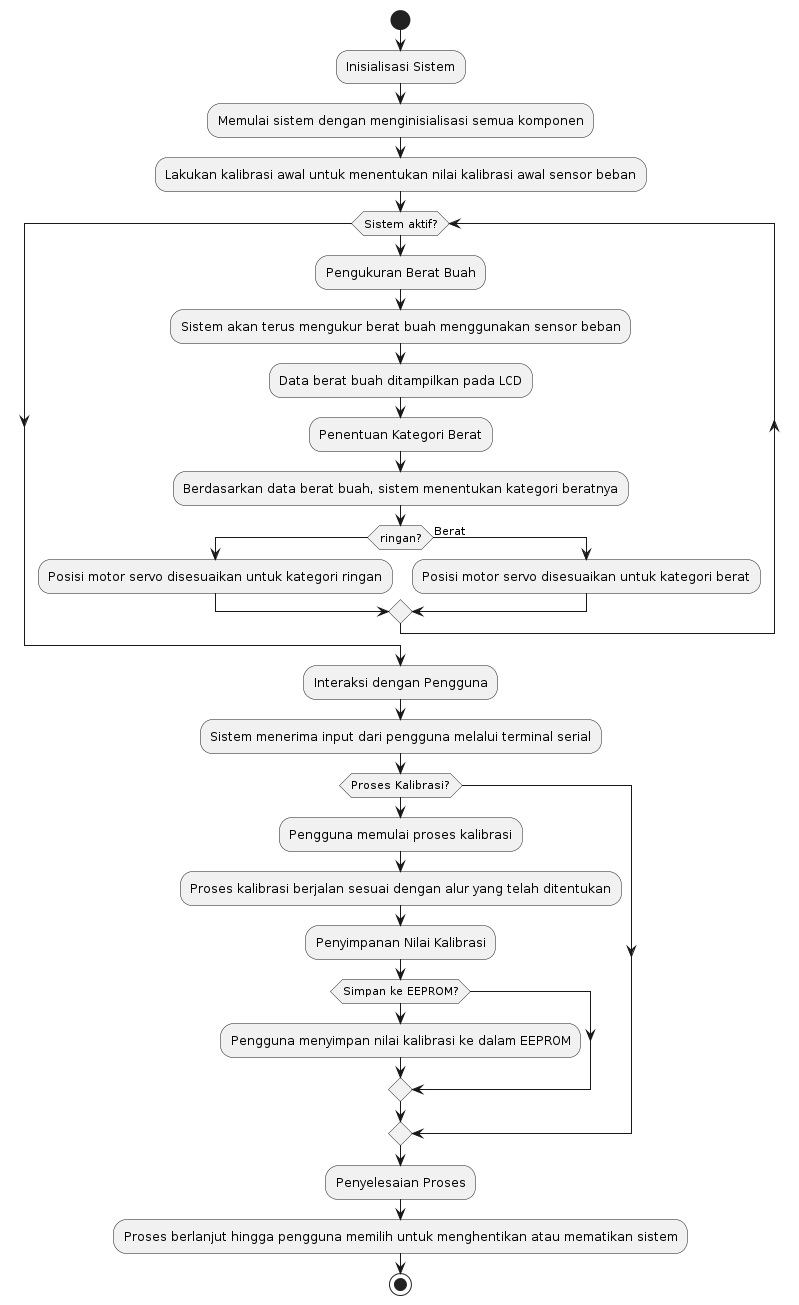 Inisialisasi Sistem
Memulai sistem dengan menginisialisasi semua komponen
Lakukan kalibrasi awal untuk menentukan nilai kalibrasi awal sensor beban
Sistem aktif?
Pengukuran Berat Buah
Sistem akan terus mengukur berat buah menggunakan sensor beban
Data berat buah ditampilkan pada LCD
Penentuan Kategori Berat
Berdasarkan data berat buah, sistem menentukan kategori beratnya
ringan?
Berat
Posisi motor servo disesuaikan untuk kategori ringan
Posisi motor servo disesuaikan untuk kategori berat
Interaksi dengan Pengguna
Sistem menerima input dari pengguna melalui terminal serial
Proses Kalibrasi?
Pengguna memulai proses kalibrasi
Proses kalibrasi berjalan sesuai dengan alur yang telah ditentukan
Penyimpanan Nilai Kalibrasi
Simpan ke EEPROM?
Pengguna menyimpan nilai kalibrasi ke dalam EEPROM
Penyelesaian Proses
Proses berlanjut hingga pengguna memilih untuk menghentikan atau mematikan sistem